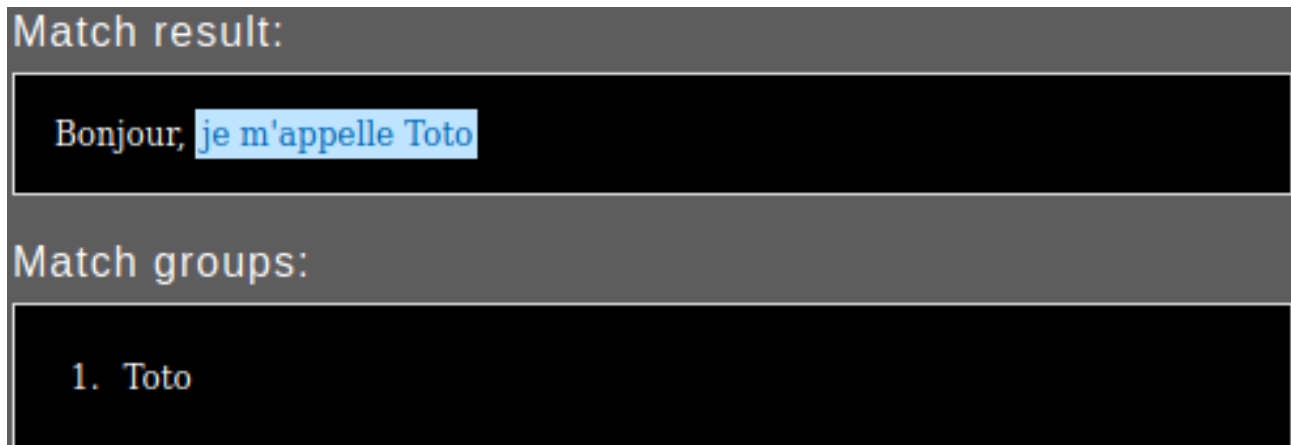 Match result:
Bonjour, je m'appelle Toto
Match groups:
1. Toto